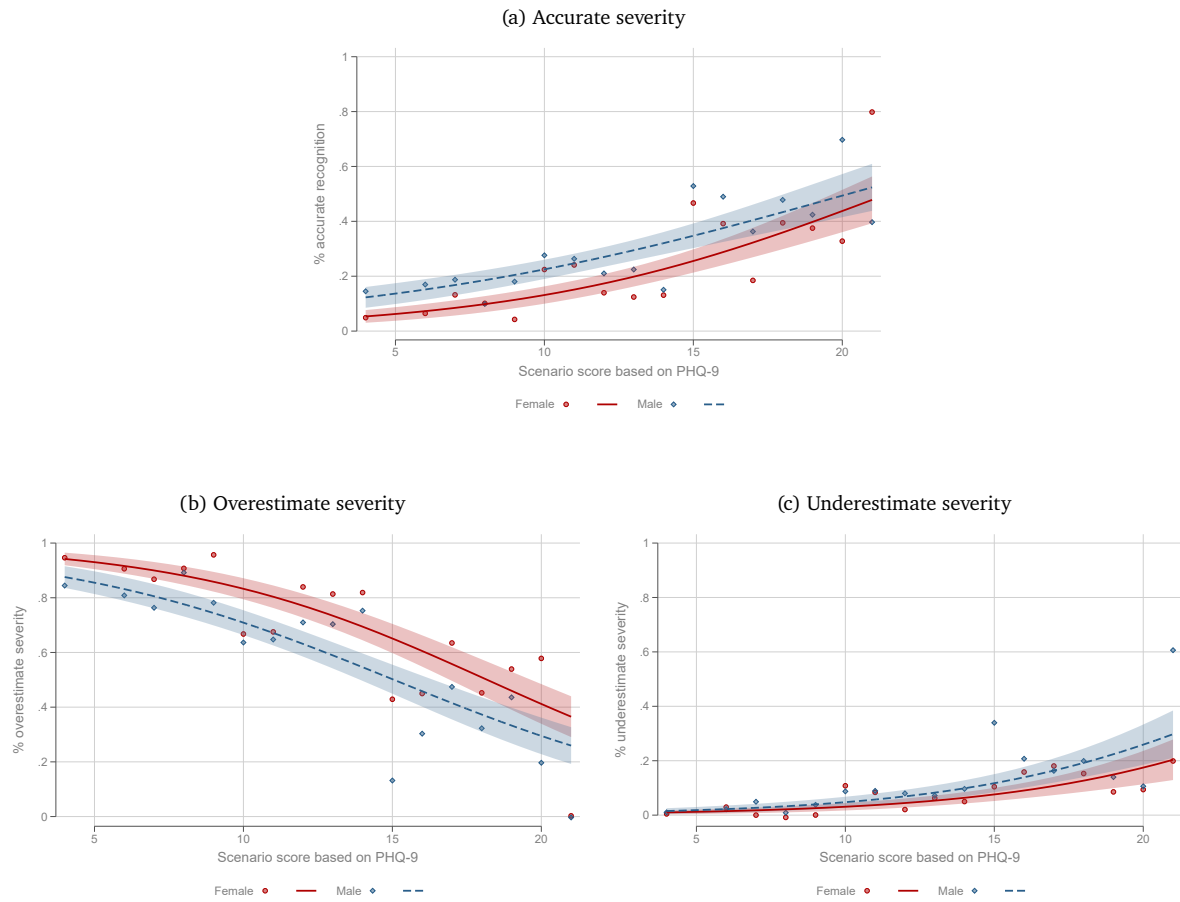 (a) Accurate severity
1
.8
.6
.4
.2
0
% accurate recognition
5 10 15 20
Scenario score based on PHQ-9
Female Male
(b) Overestimate severity
1
.8
.6
.4
.2
0
% overestimate severity
5 10 15 20
Scenario score based on PHQ-9
Female Male
(c) Underestimate severity
1
.8
.6
.4
.2
0
% underestimate severity
5 10 15 20
Scenario score based on PHQ-9
Female Male